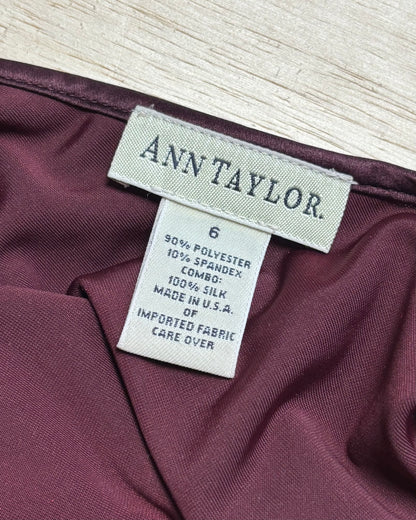 ANN TAYLOR.
6
90% POLYESTER
10% SPANDEX
COMBO:
100% SILK
MADE IN U.S.A.
OF
IMPORTED FABRIC
CARE OVER